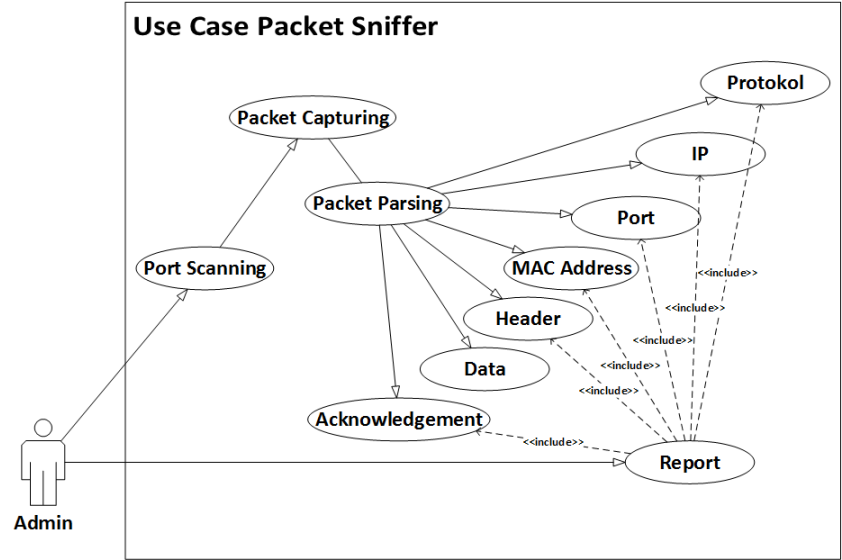 Use Case Packet Sniffer
Protokol
Packet Capturing
IP
Packet Parsing
Port
Port Scanning
MAC Address
<<include>>
<<include>>
Header
<<include>>
<<include>>
Data
<<include>>
Acknowledgement
<<include>>
Report
Admin